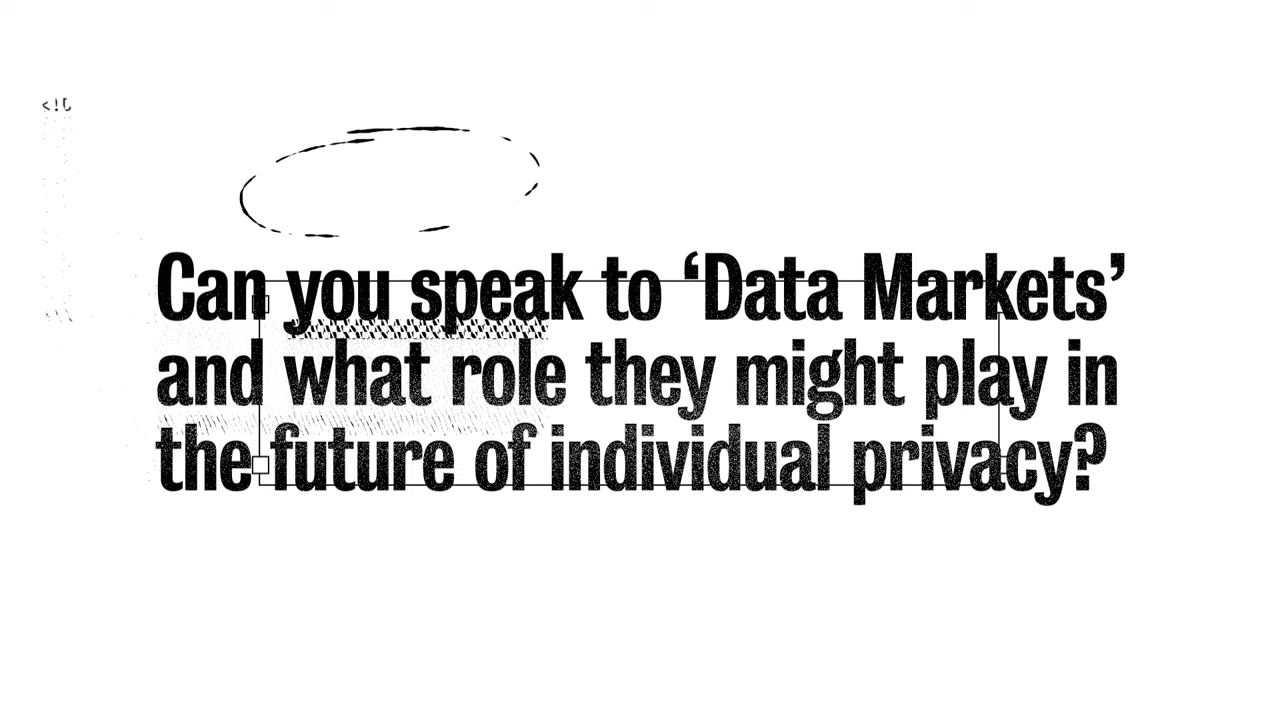 Can you speak to ‘Data Markets’
and what role they might play in
the future of individual privacy?